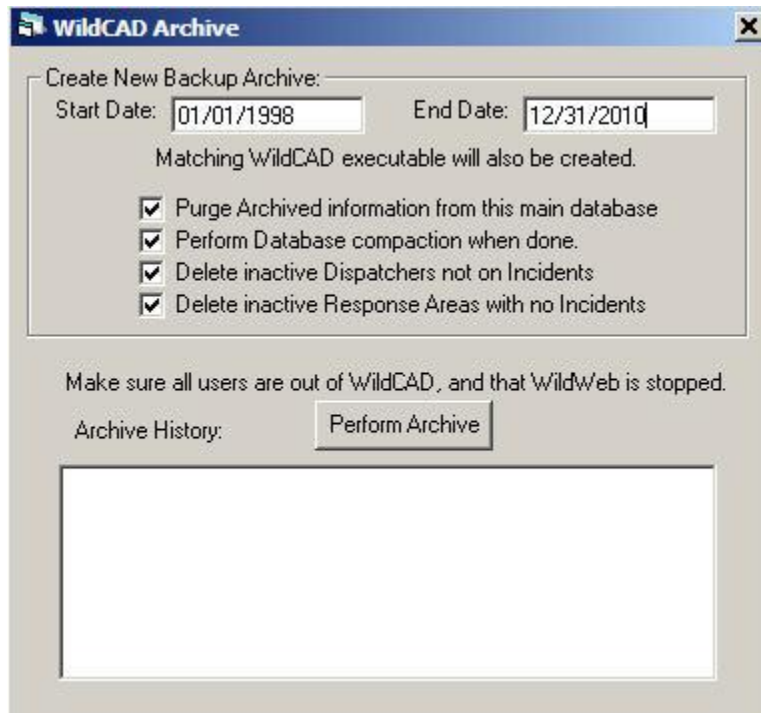 WildCAD Archive
Create New Backup Archive:
Start Date: 01/01/1998 End Date: 12/31/2010
Matching WildCAD executable will also be created.
Purge Archived information from this main database
Perform Database compaction when done.
Delete inactive Dispatchers not on Incidents
Delete inactive Response Areas with no Incidents
Make sure all users are out of WildCAD, and that WildWeb is stopped.
Archive History: Perform Archive